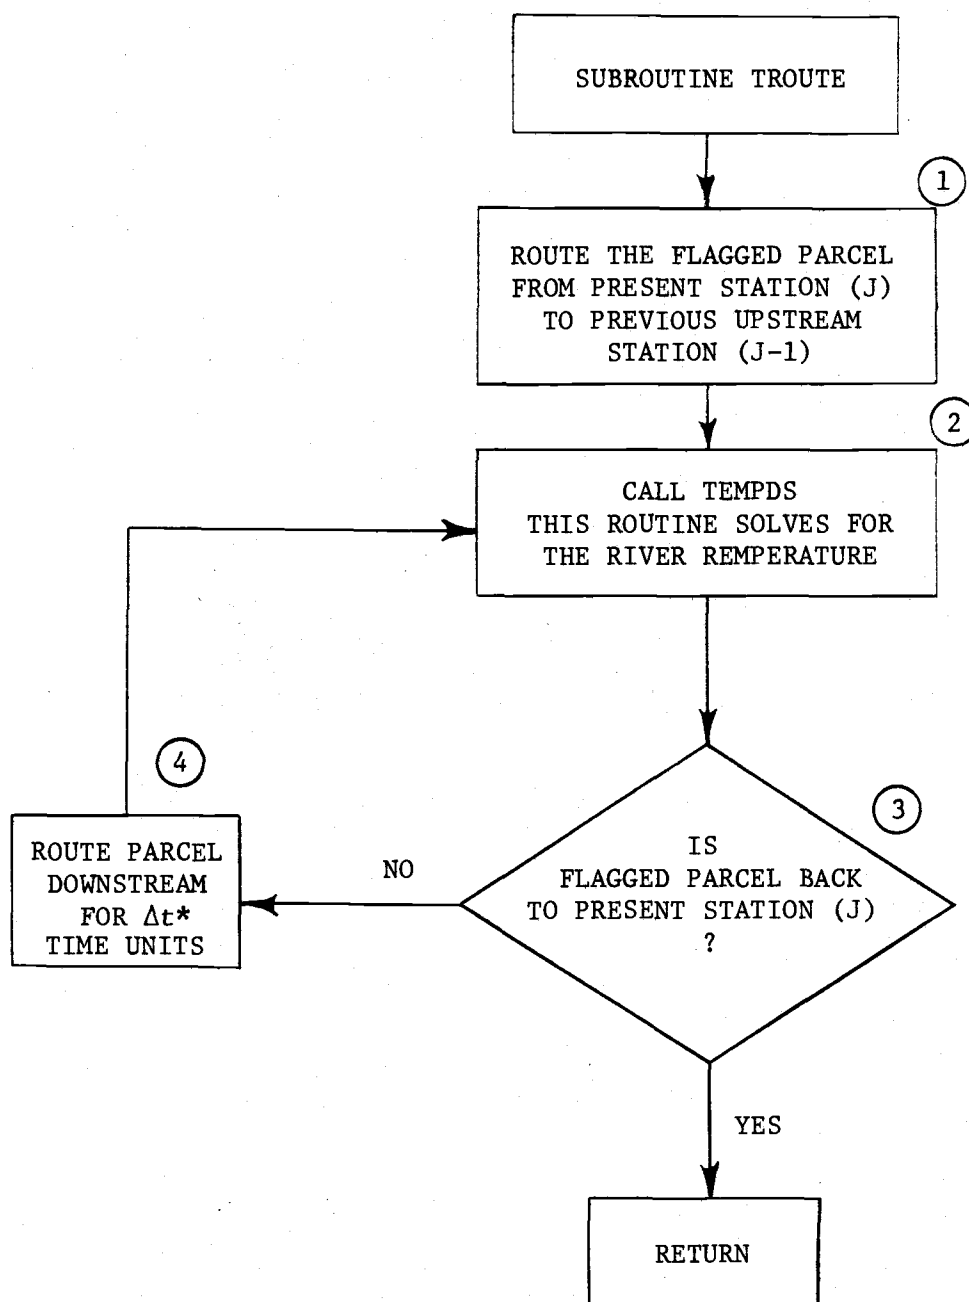 SUBROUTINE TROUTE
1
ROUTE THE FLAGGED PARCEL
FROM PRESENT STATION (J)
TO PREVIOUS UPSTREAM
STATION (J-1)
2
CALL TEMPDS
THIS ROUTINE SOLVES FOR
THE RIVER REMPERATURE
3
IS
FLAGGED PARCEL BACK
TO PRESENT STATION (J)
?
NO
4
ROUTE PARCEL
DOWNSTREAM
FOR Δt*
TIME UNITS
YES
RETURN